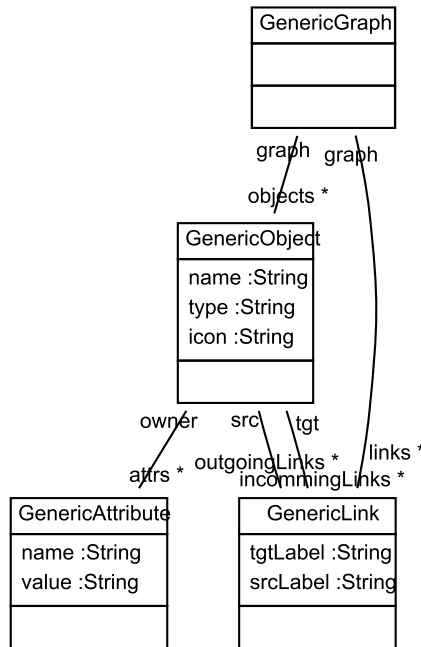 GenericGraph
graph
graph
objects *
GenericObject
name :String
type :String
icon :String
owner
src
tgt
links *
outgoingLinks *
attrs *
incommingLinks *
GenericAttribute
name :String
value :String
GenericLink
tgtLabel :String
srcLabel :String